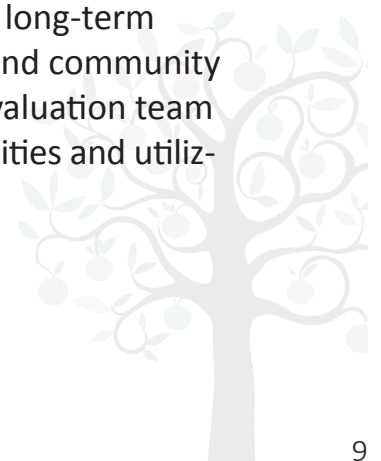 long-term
nd community
valuation team
ities and utiliz-
9